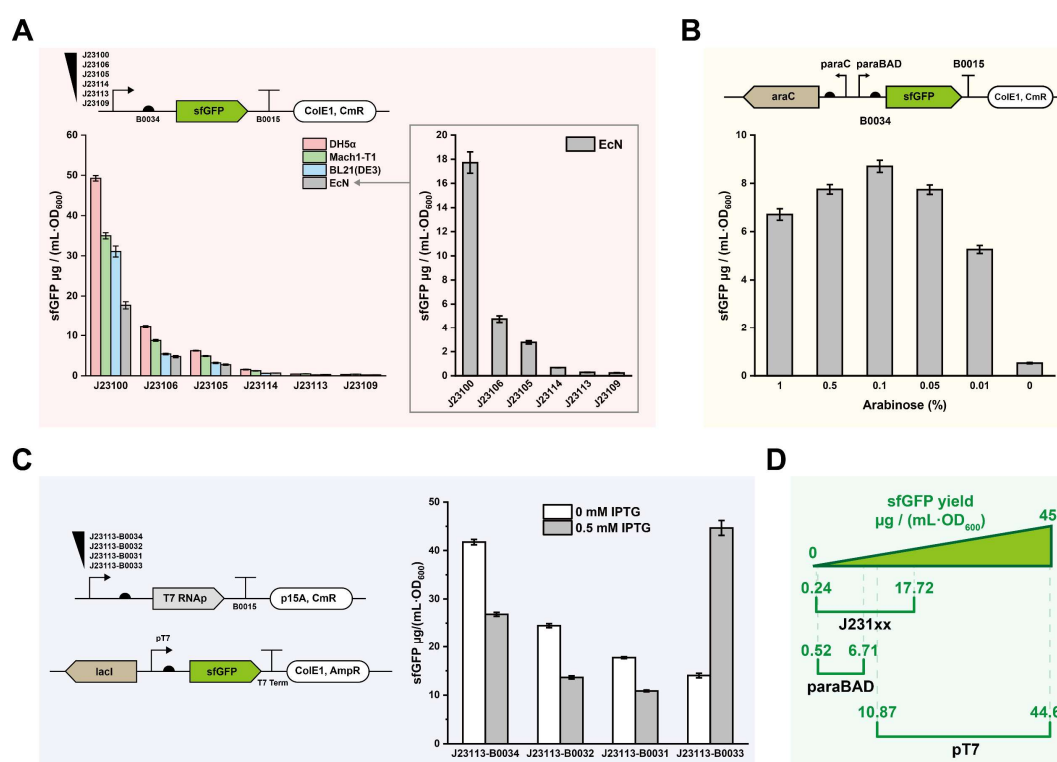 A
J23100
J23106
J23105
J23114
J23113
J23109
B0034
sfGFP
B0015
ColE1, CmR
sfGFP μg / (mL·OD600)
60
50
40
30
20
10
0
DH5α
Mach1-T1
BL21(DE3)
EcN
J23100
J23106
J23105
J23114
J23113
J23109
sfGFP μg / (mL·OD600)
20
18
16
14
12
10
8
6
4
2
0
EcN
J23100
J23106
J23105
J23114
J23113
J23109
B
paraC
paraBAD
B0015
araC
sfGFP
ColE1, CmR
B0034
sfGFP μg / (mL·OD600)
10
8
6
4
2
0
1
0.5
0.1
0.05
0.01
0
Arabinose (%)
C
J23113-B0034
J23113-B0032
J23113-B0031
J23113-B0033
T7 RNAp
B0015
p15A, CmR
pT7
lacI
sfGFP
T7 Term
ColE1, AmpR
sfGFP μg/(mL·OD600)
50
40
30
20
10
0
0 mM IPTG
0.5 mM IPTG
J23113-B0034
J23113-B0032
J23113-B0031
J23113-B0033
D
sfGFP yield
μg / (mL·OD600)
0
45
0.24
17.72
J231xx
0.52
6.71
paraBAD
10.87
44.6
pT7